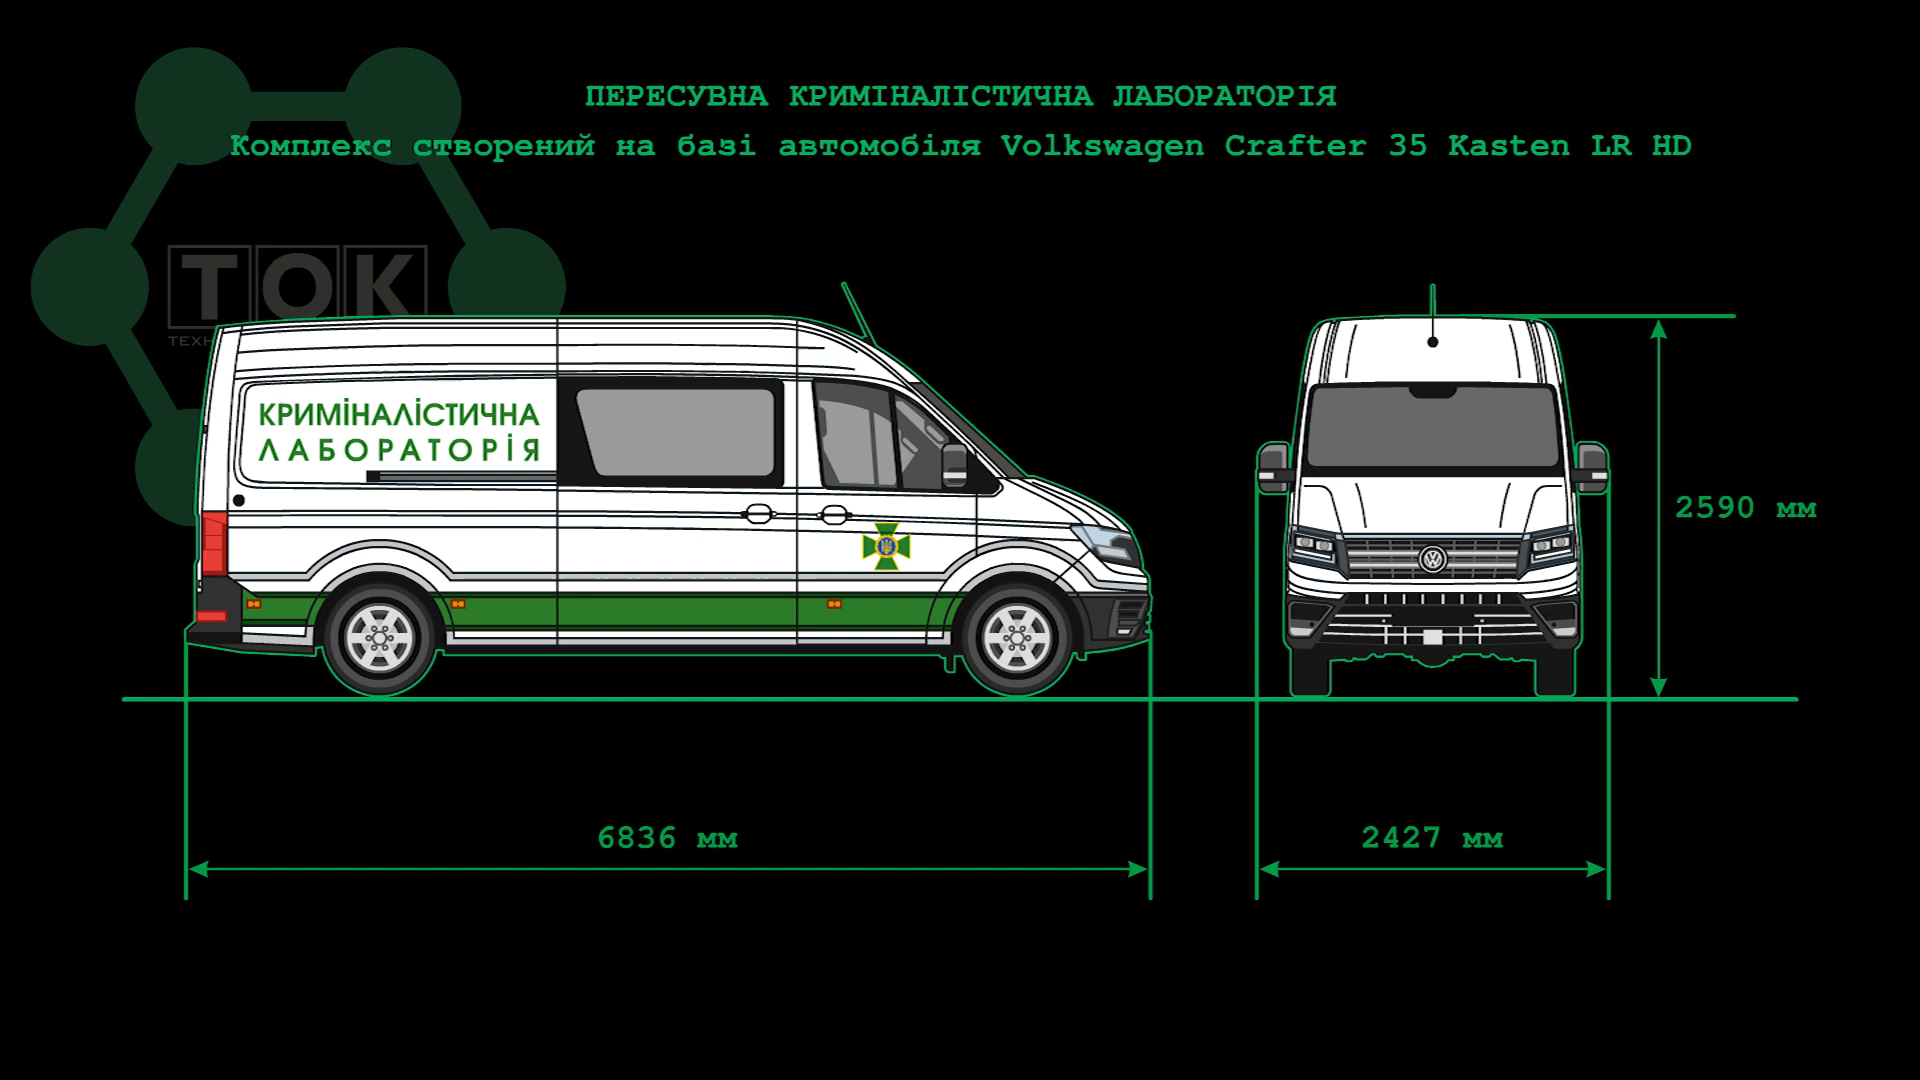 ПЕРЕСУВНА КРИМІНАЛІСТИЧНА ЛАБОРАТОРІЯ
Комплекс створений на базі автомобіля Volkswagen Crafter 35 Kasten LR HD
ТОК
КРИМІНАЛІСТИЧНА
ЛАБОРАТОРІЯ
2590 мм
6836 мм
2427 мм